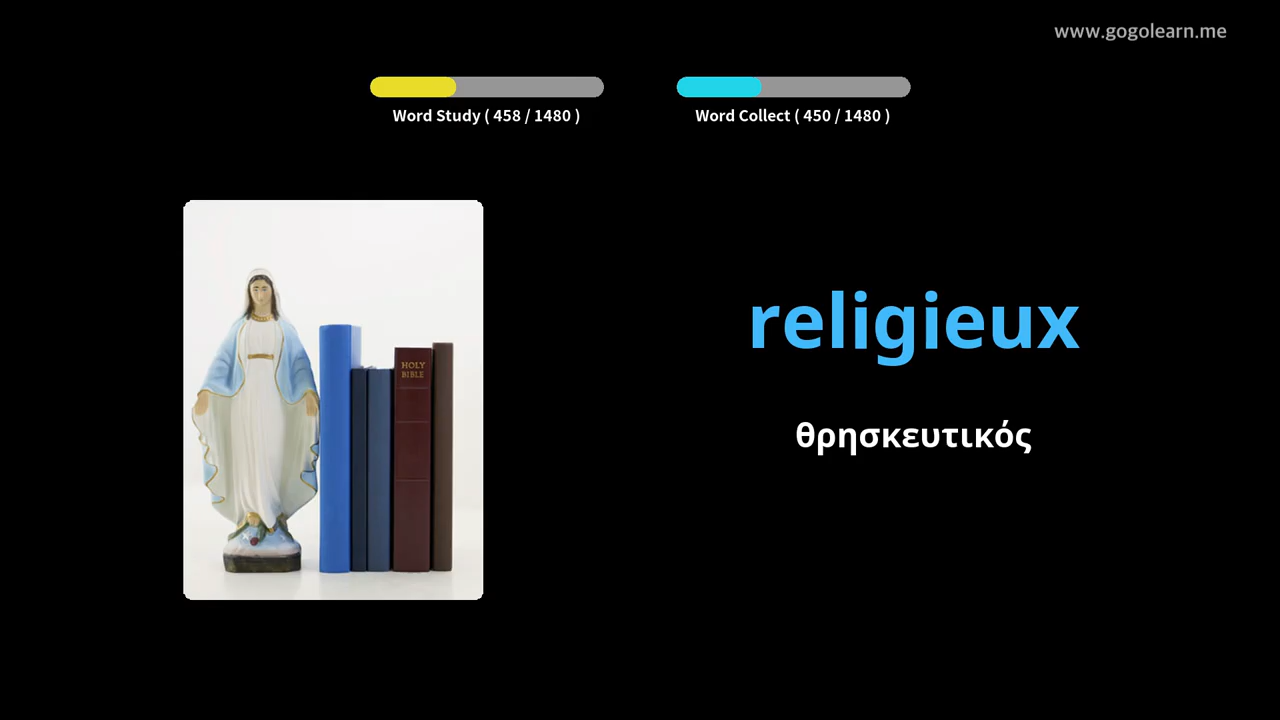 www.gogolearn.me
Word Study ( 458 / 1480 )
Word Collect ( 450 / 1480 )
HOLY
BIBLE
religieux
θρησκευτικός